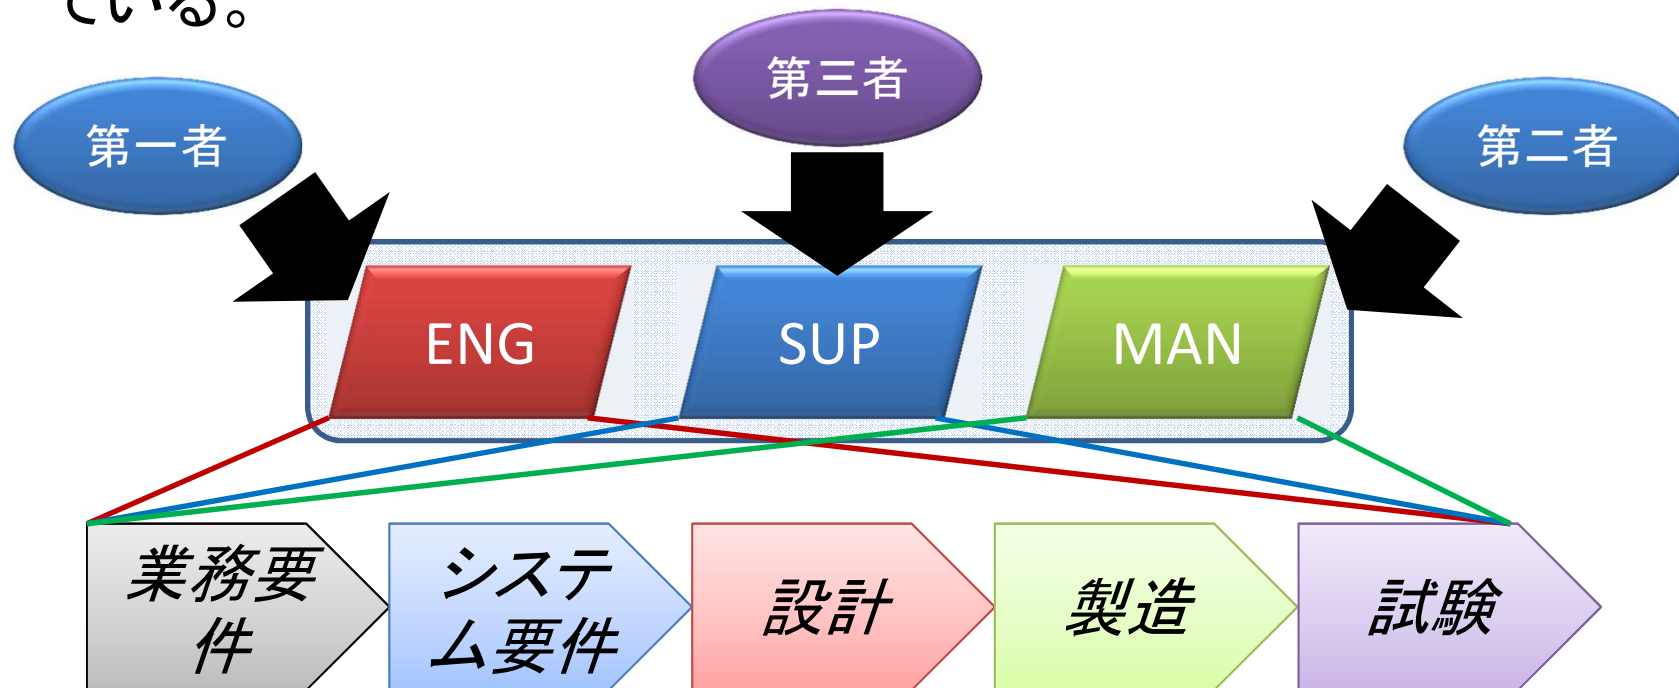 ている。
第三者
第一者
第二者
ENG
SUP
MAN
業務要
件
システ
ム要件
設計
製造
試験